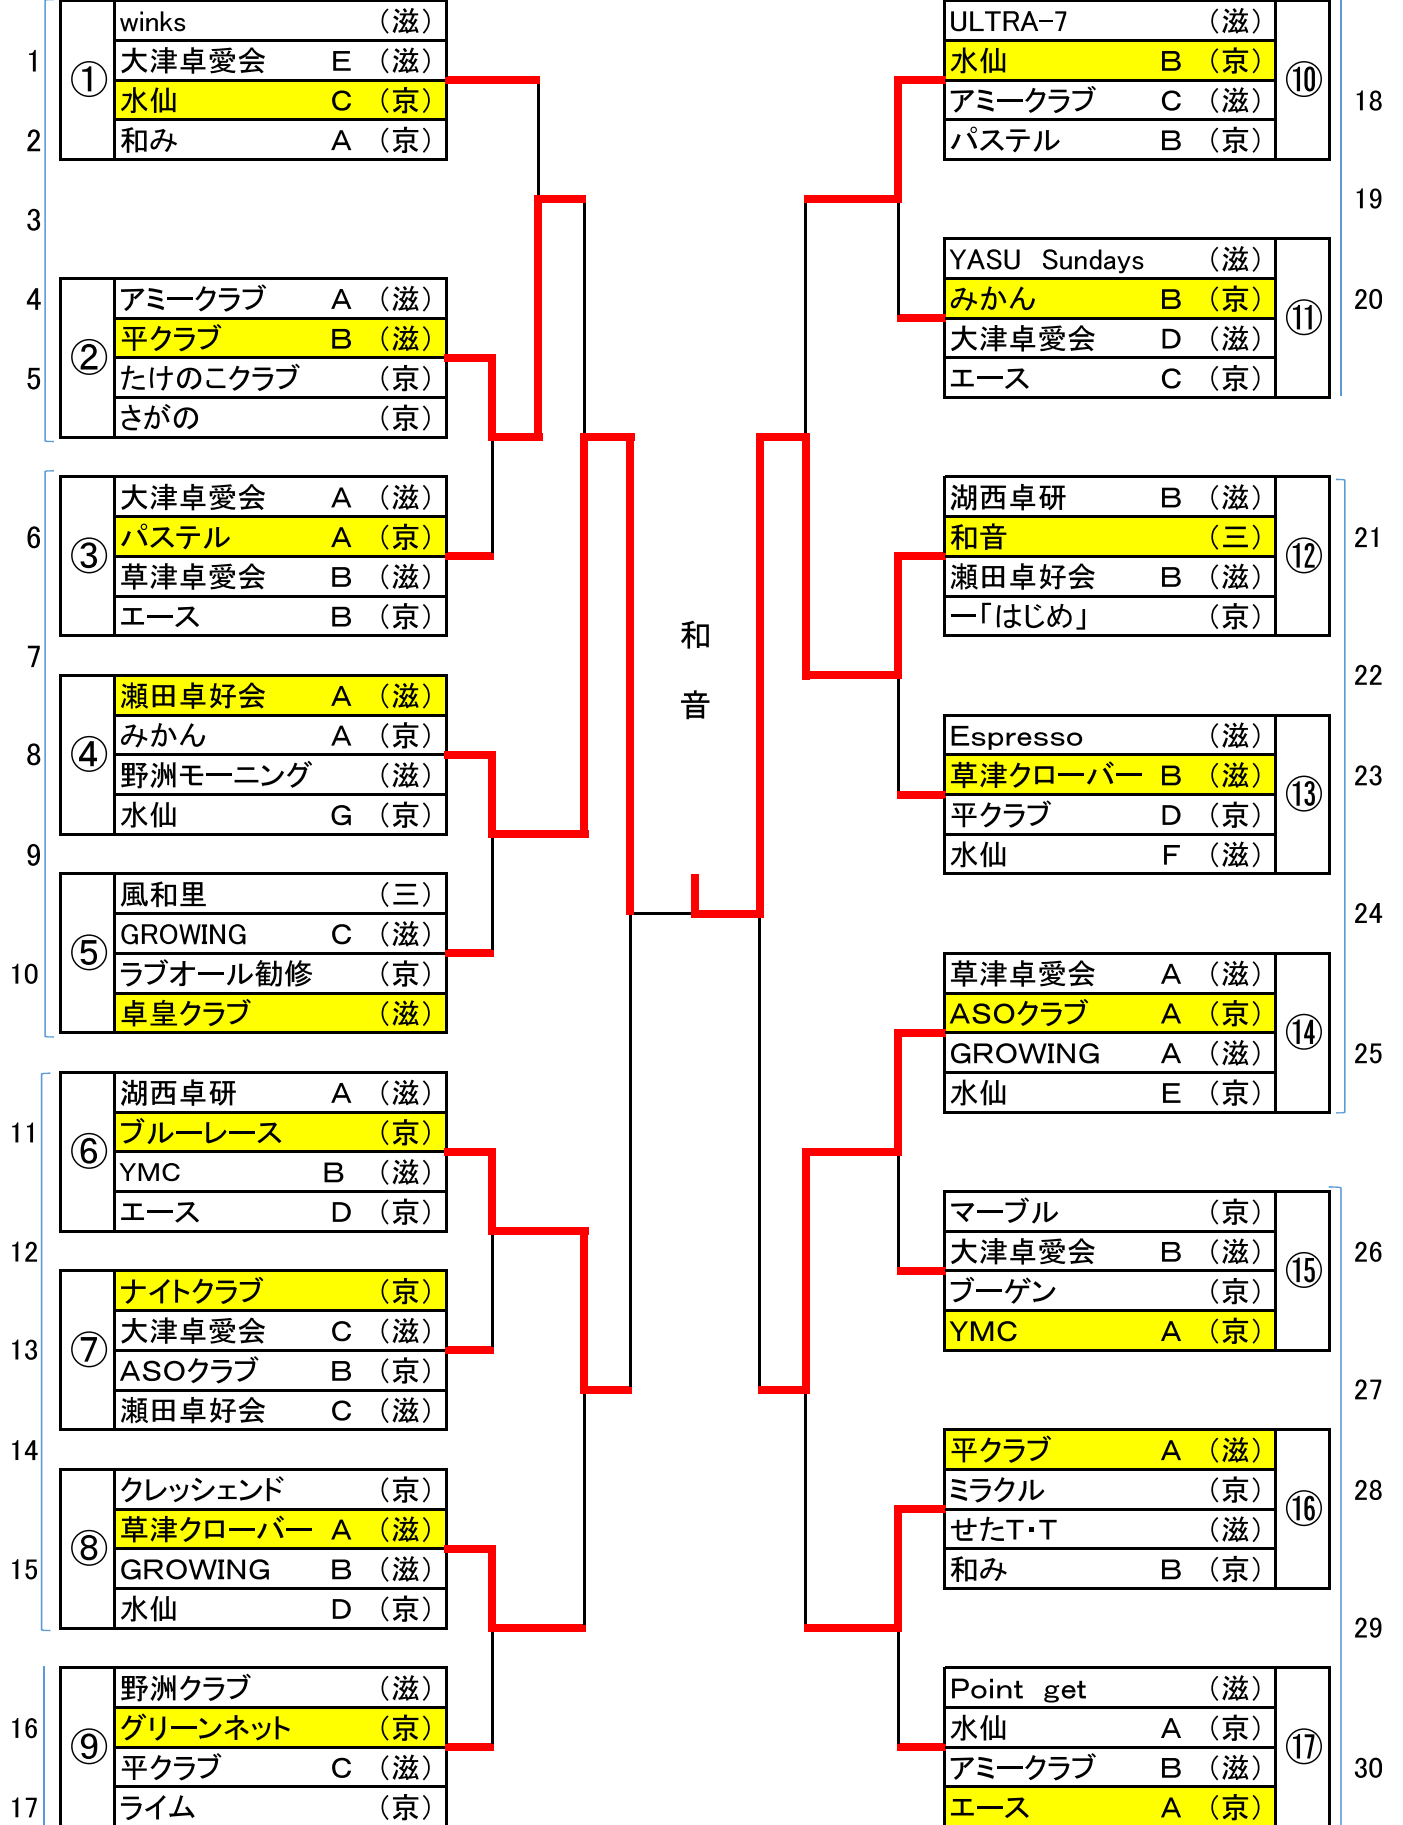 1
2
3
4
5
6
7
8
9
10
11
12
13
14
15
16
17
①
winks （滋）
大津卓愛会 E （滋）
水仙 C （京）
和み A （京）
②
アミークラブ A （滋）
平クラブ B （滋）
たけのこクラブ （京）
さがの （京）
③
大津卓愛会 A （滋）
パステル A （京）
草津卓愛会 B （滋）
エース B （京）
④
瀬田卓好会 A （滋）
みかん A （京）
野洲モーニング （滋）
水仙 G （京）
⑤
風和里 （三）
GROWING C （滋）
ラブオール勧修 （京）
卓皇クラブ （滋）
⑥
湖西卓研 A （滋）
ブルーレース （京）
YMC B （滋）
エース D （京）
⑦
ナイトクラブ （京）
大津卓愛会 C （滋）
ASOクラブ B （京）
瀬田卓好会 C （滋）
⑧
クレッシェンド （京）
草津クローバー A （滋）
GROWING B （滋）
水仙 D （京）
⑨
野洲クラブ （滋）
グリーンネット （京）
平クラブ C （滋）
ライム （京）
和
音
ULTRA-7 （滋）
水仙 B （京）
アミークラブ C （滋）
パステル B （京）
⑩
YASU Sundays （滋）
みかん B （京）
大津卓愛会 D （滋）
エース C （京）
⑪
湖西卓研 B （滋）
和音 （三）
瀬田卓好会 B （滋）
一「はじめ」 （京）
⑫
Espresso （滋）
草津クローバー B （滋）
平クラブ D （京）
水仙 F （滋）
⑬
草津卓愛会 A （滋）
ASOクラブ A （京）
GROWING A （滋）
水仙 E （京）
⑭
マーブル （京）
大津卓愛会 B （滋）
ブーゲン （京）
YMC A （京）
⑮
平クラブ A （滋）
ミラクル （京）
せたT・T （滋）
和み B （京）
⑯
Point get （滋）
水仙 A （京）
アミークラブ B （滋）
エース A （京）
⑰
18
19
20
21
22
23
24
25
26
27
28
29
30